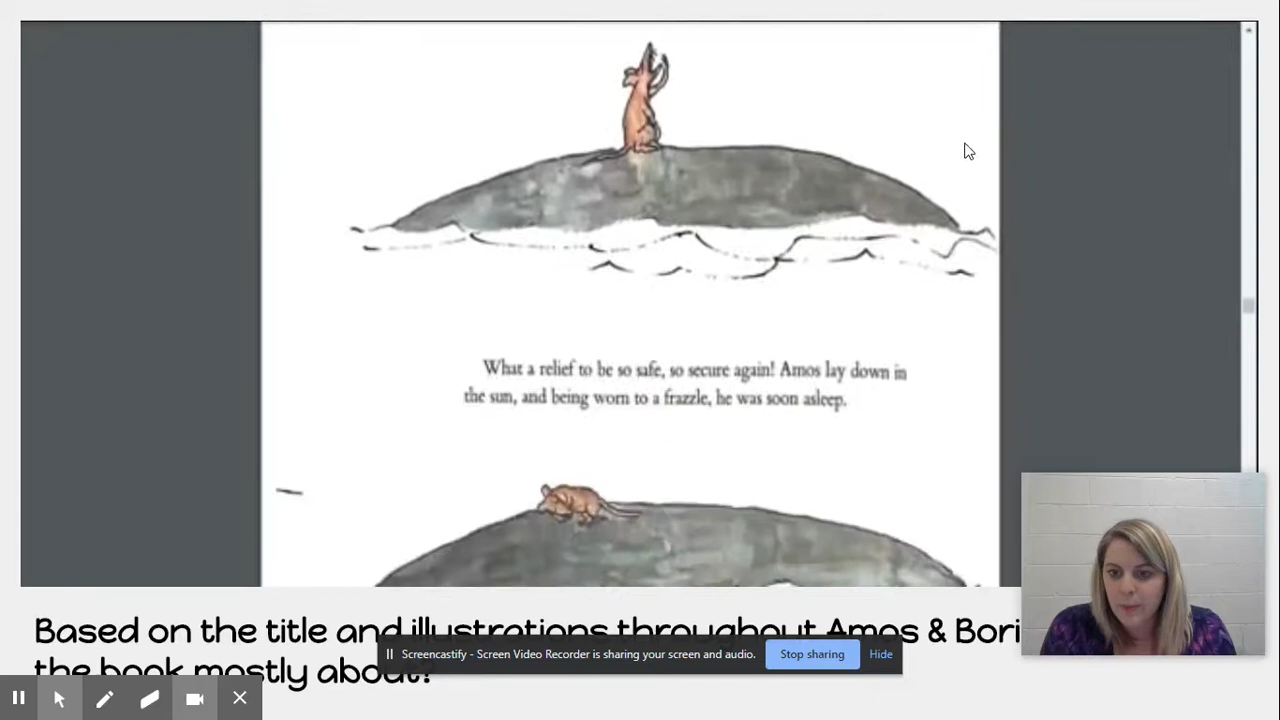 What a relief to be so safe, so secure again! Amos lay down in
the sun, and being worn to a frazzle, he was soon asleep.
Based on the title and illustrations throughout Amos & Bori
the book mostly about?
Screencastify - Screen Video Recorder is sharing your screen and audio.
Stop sharing
Hide